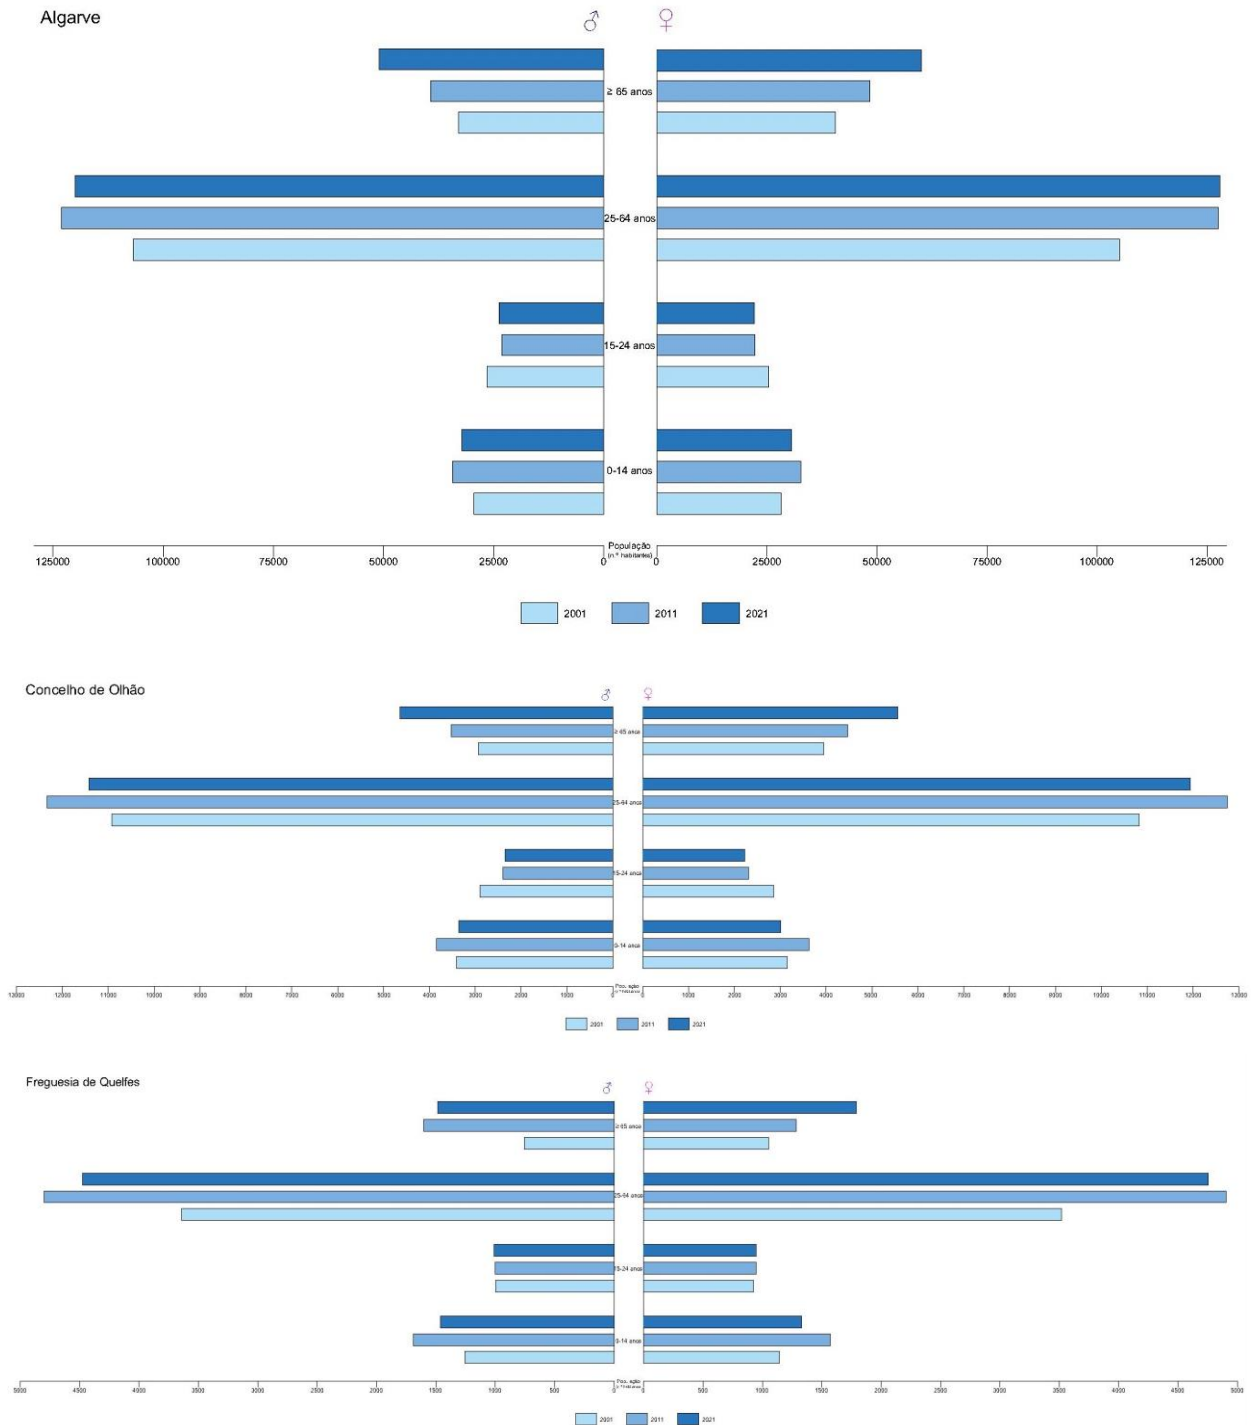 Algarve
♂ ♀
≥ 65 anos
25-64 anos
15-24 anos
0-14 anos
População
(n.º habitantes)
125000 100000 75000 50000 25000 0 0 25000 50000 75000 100000 125000
2001 2011 2021
Concelho de Olhão
♂ ♀
≥ 65 anos
25-64 anos
15-24 anos
0-14 anos
13000 12000 11000 10000 9000 8000 7000 6000 5000 4000 3000 2000 1000 0 0 1000 2000 3000 4000 5000 6000 7000 8000 9000 10000 11000 12000 13000
2001 2011 2021
Freguesia de Quelfes
♂ ♀
≥ 65 anos
25-64 anos
15-24 anos
0-14 anos
5000 4500 4000 3500 3000 2500 2000 1500 1000 500 0 0 500 1000 1500 2000 2500 3000 3500 4000 4500 5000
2001 2011 2021